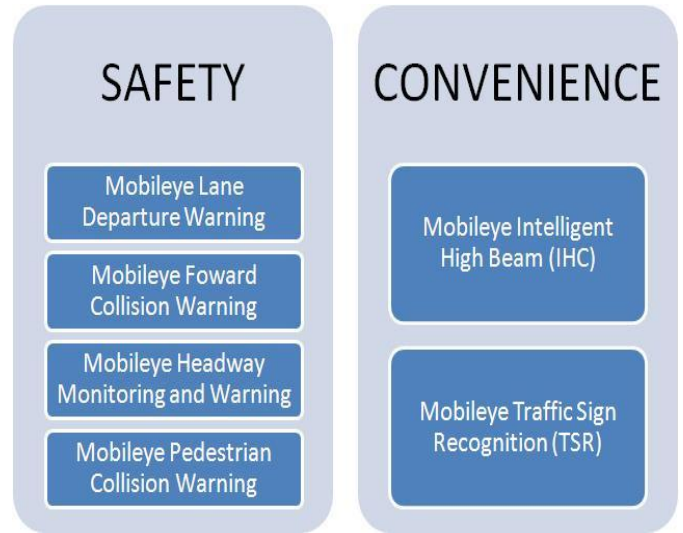 SAFETY
Mobileye Lane
Departure Warning
Mobileye Foward
Collision Warning
Mobileye Headway
Monitoring and Warning
Mobileye Pedestrian
Collision Warning
CONVENIENCE
Mobileye Intelligent
High Beam (IHC)
Mobileye Traffic Sign
Recognition (TSR)